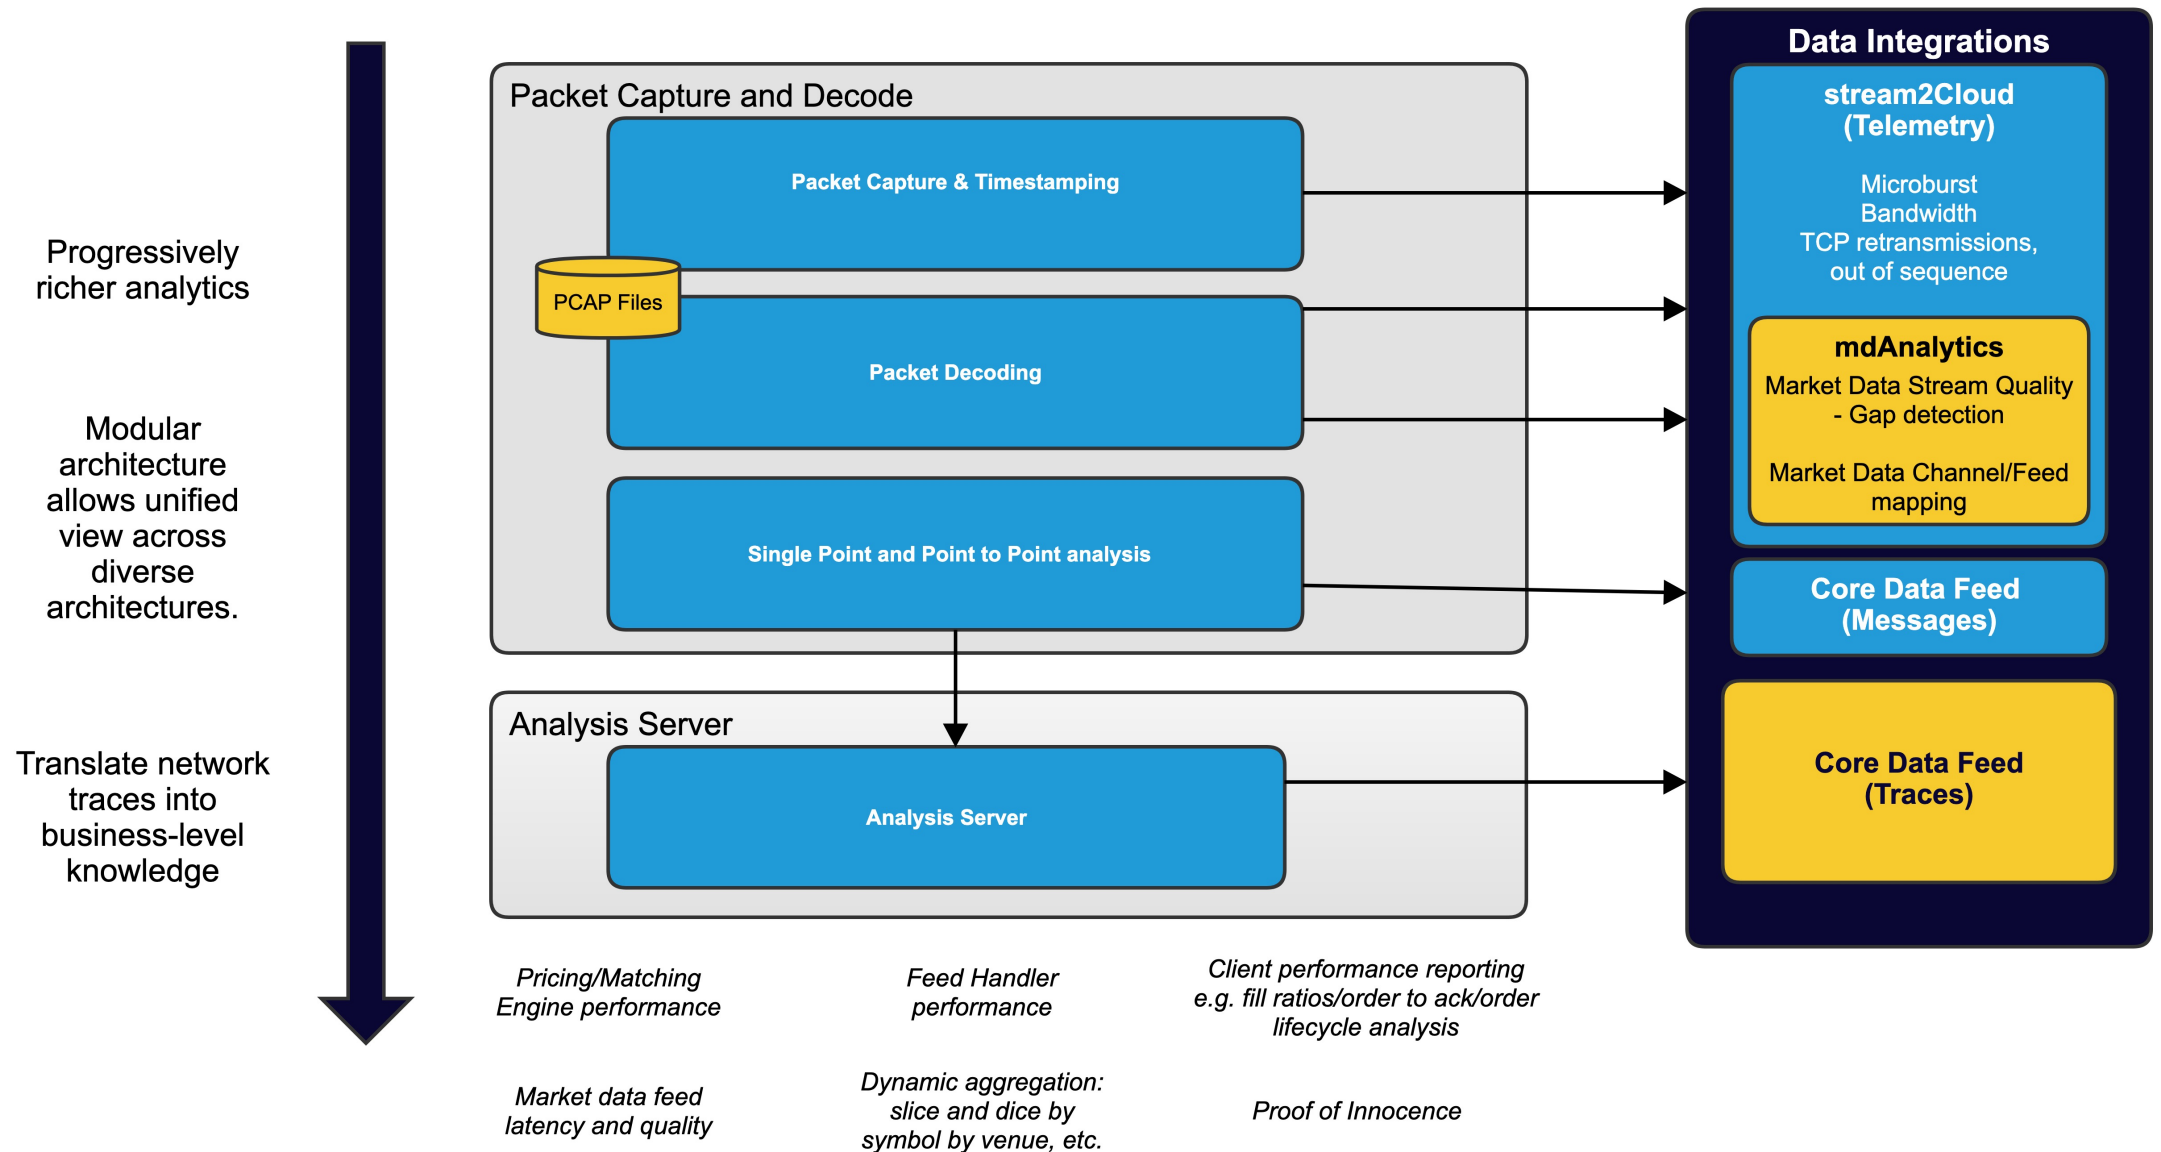 Progressively
richer analytics
Modular
architecture
allows unified
view across
diverse
architectures.
Translate network
traces into
business-level
knowledge
Packet Capture and Decode
Packet Capture & Timestamping
PCAP Files
Packet Decoding
Single Point and Point to Point analysis
Analysis Server
Analysis Server
Data Integrations
stream2Cloud
(Telemetry)
Microburst
Bandwidth
TCP retransmissions,
out of sequence
mdAnalytics
Market Data Stream Quality
- Gap detection
Market Data Channel/Feed
mapping
Core Data Feed
(Messages)
Core Data Feed
(Traces)
Pricing/Matching
Engine performance
Feed Handler
performance
Client performance reporting
e.g. fill ratios/order to ack/order
lifecycle analysis
Market data feed
latency and quality
Dynamic aggregation:
slice and dice by
symbol by venue, etc.
Proof of Innocence